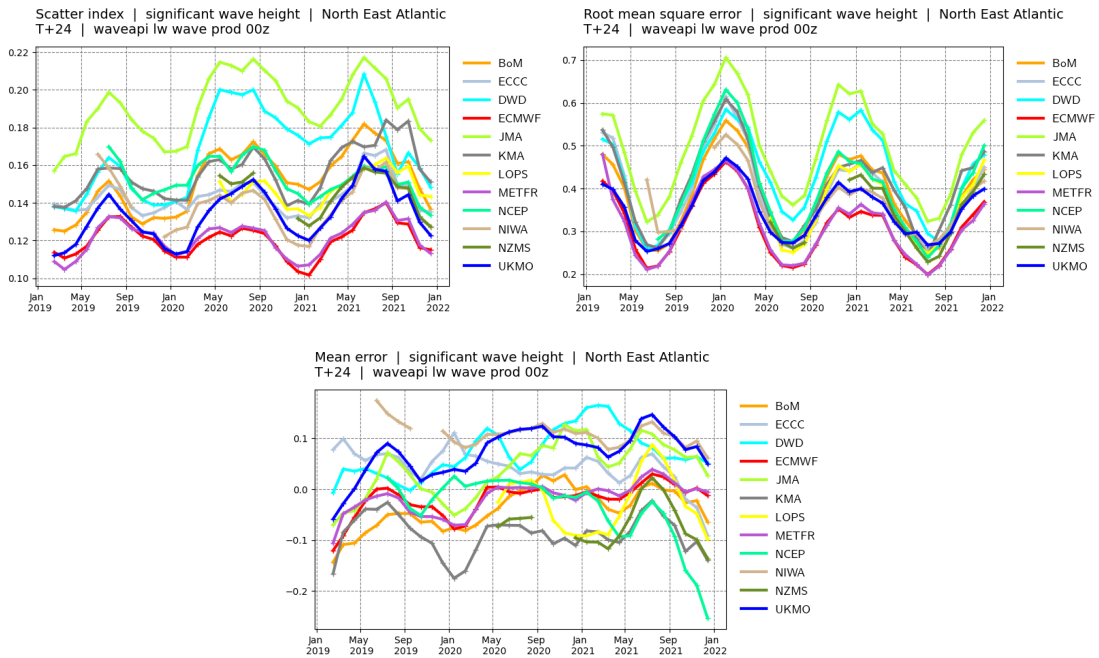 Scatter index | significant wave height | North East Atlantic
T+24 | waveapi lw wave prod 00z
0.22
0.20
0.18
0.16
0.14
0.12
0.10
Jan 2019
May 2019
Sep 2019
Jan 2020
May 2020
Sep 2020
Jan 2021
May 2021
Sep 2021
Jan 2022
BoM
ECCC
DWD
ECMWF
JMA
KMA
LOPS
METFR
NCEP
NIWA
NZMS
UKMO
Root mean square error | significant wave height | North East Atlantic
T+24 | waveapi lw wave prod 00z
0.7
0.6
0.5
0.4
0.3
0.2
Jan 2019
May 2019
Sep 2019
Jan 2020
May 2020
Sep 2020
Jan 2021
May 2021
Sep 2021
Jan 2022
BoM
ECCC
DWD
ECMWF
JMA
KMA
LOPS
METFR
NCEP
NIWA
NZMS
UKMO
Mean error | significant wave height | North East Atlantic
T+24 | waveapi lw wave prod 00z
0.1
0.0
−0.1
−0.2
Jan 2019
May 2019
Sep 2019
Jan 2020
May 2020
Sep 2020
Jan 2021
May 2021
Sep 2021
Jan 2022
BoM
ECCC
DWD
ECMWF
JMA
KMA
LOPS
METFR
NCEP
NIWA
NZMS
UKMO